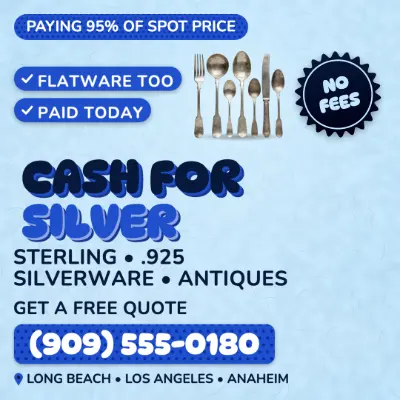 PAYING 95% OF SPOT PRICE
✓ FLATWARE TOO
✓ PAID TODAY
NO
FEES
CASH FOR
SILVER
STERLING • .925
SILVERWARE • ANTIQUES
GET A FREE QUOTE
(909) 555-0180
LONG BEACH • LOS ANGELES • ANAHEIM